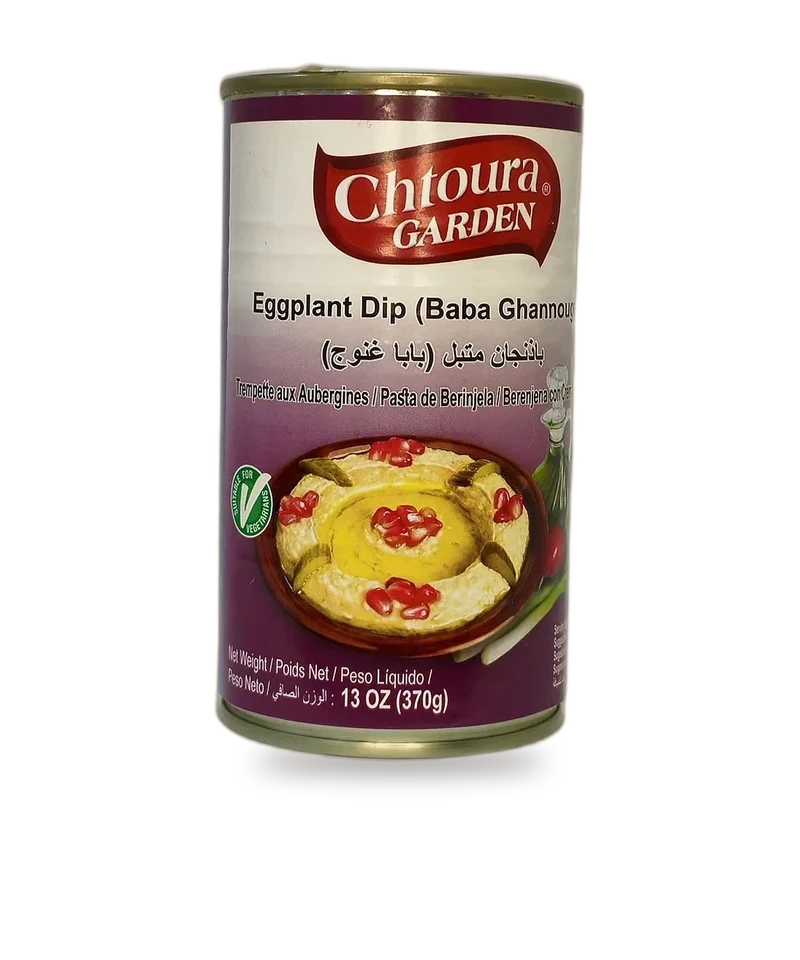 Chtoura®
GARDEN
Eggplant Dip (Baba Ghannoug
باذنجان متبل (بابا غنوج)
Trempette aux Aubergines / Pasta de Berinjela / Berenjena con
SUITABLE FOR
VEGETARIANS
Net Weight / Poids Net / Peso Líquido /
Peso Neto / الوزن الصافي : 13 OZ (370g)